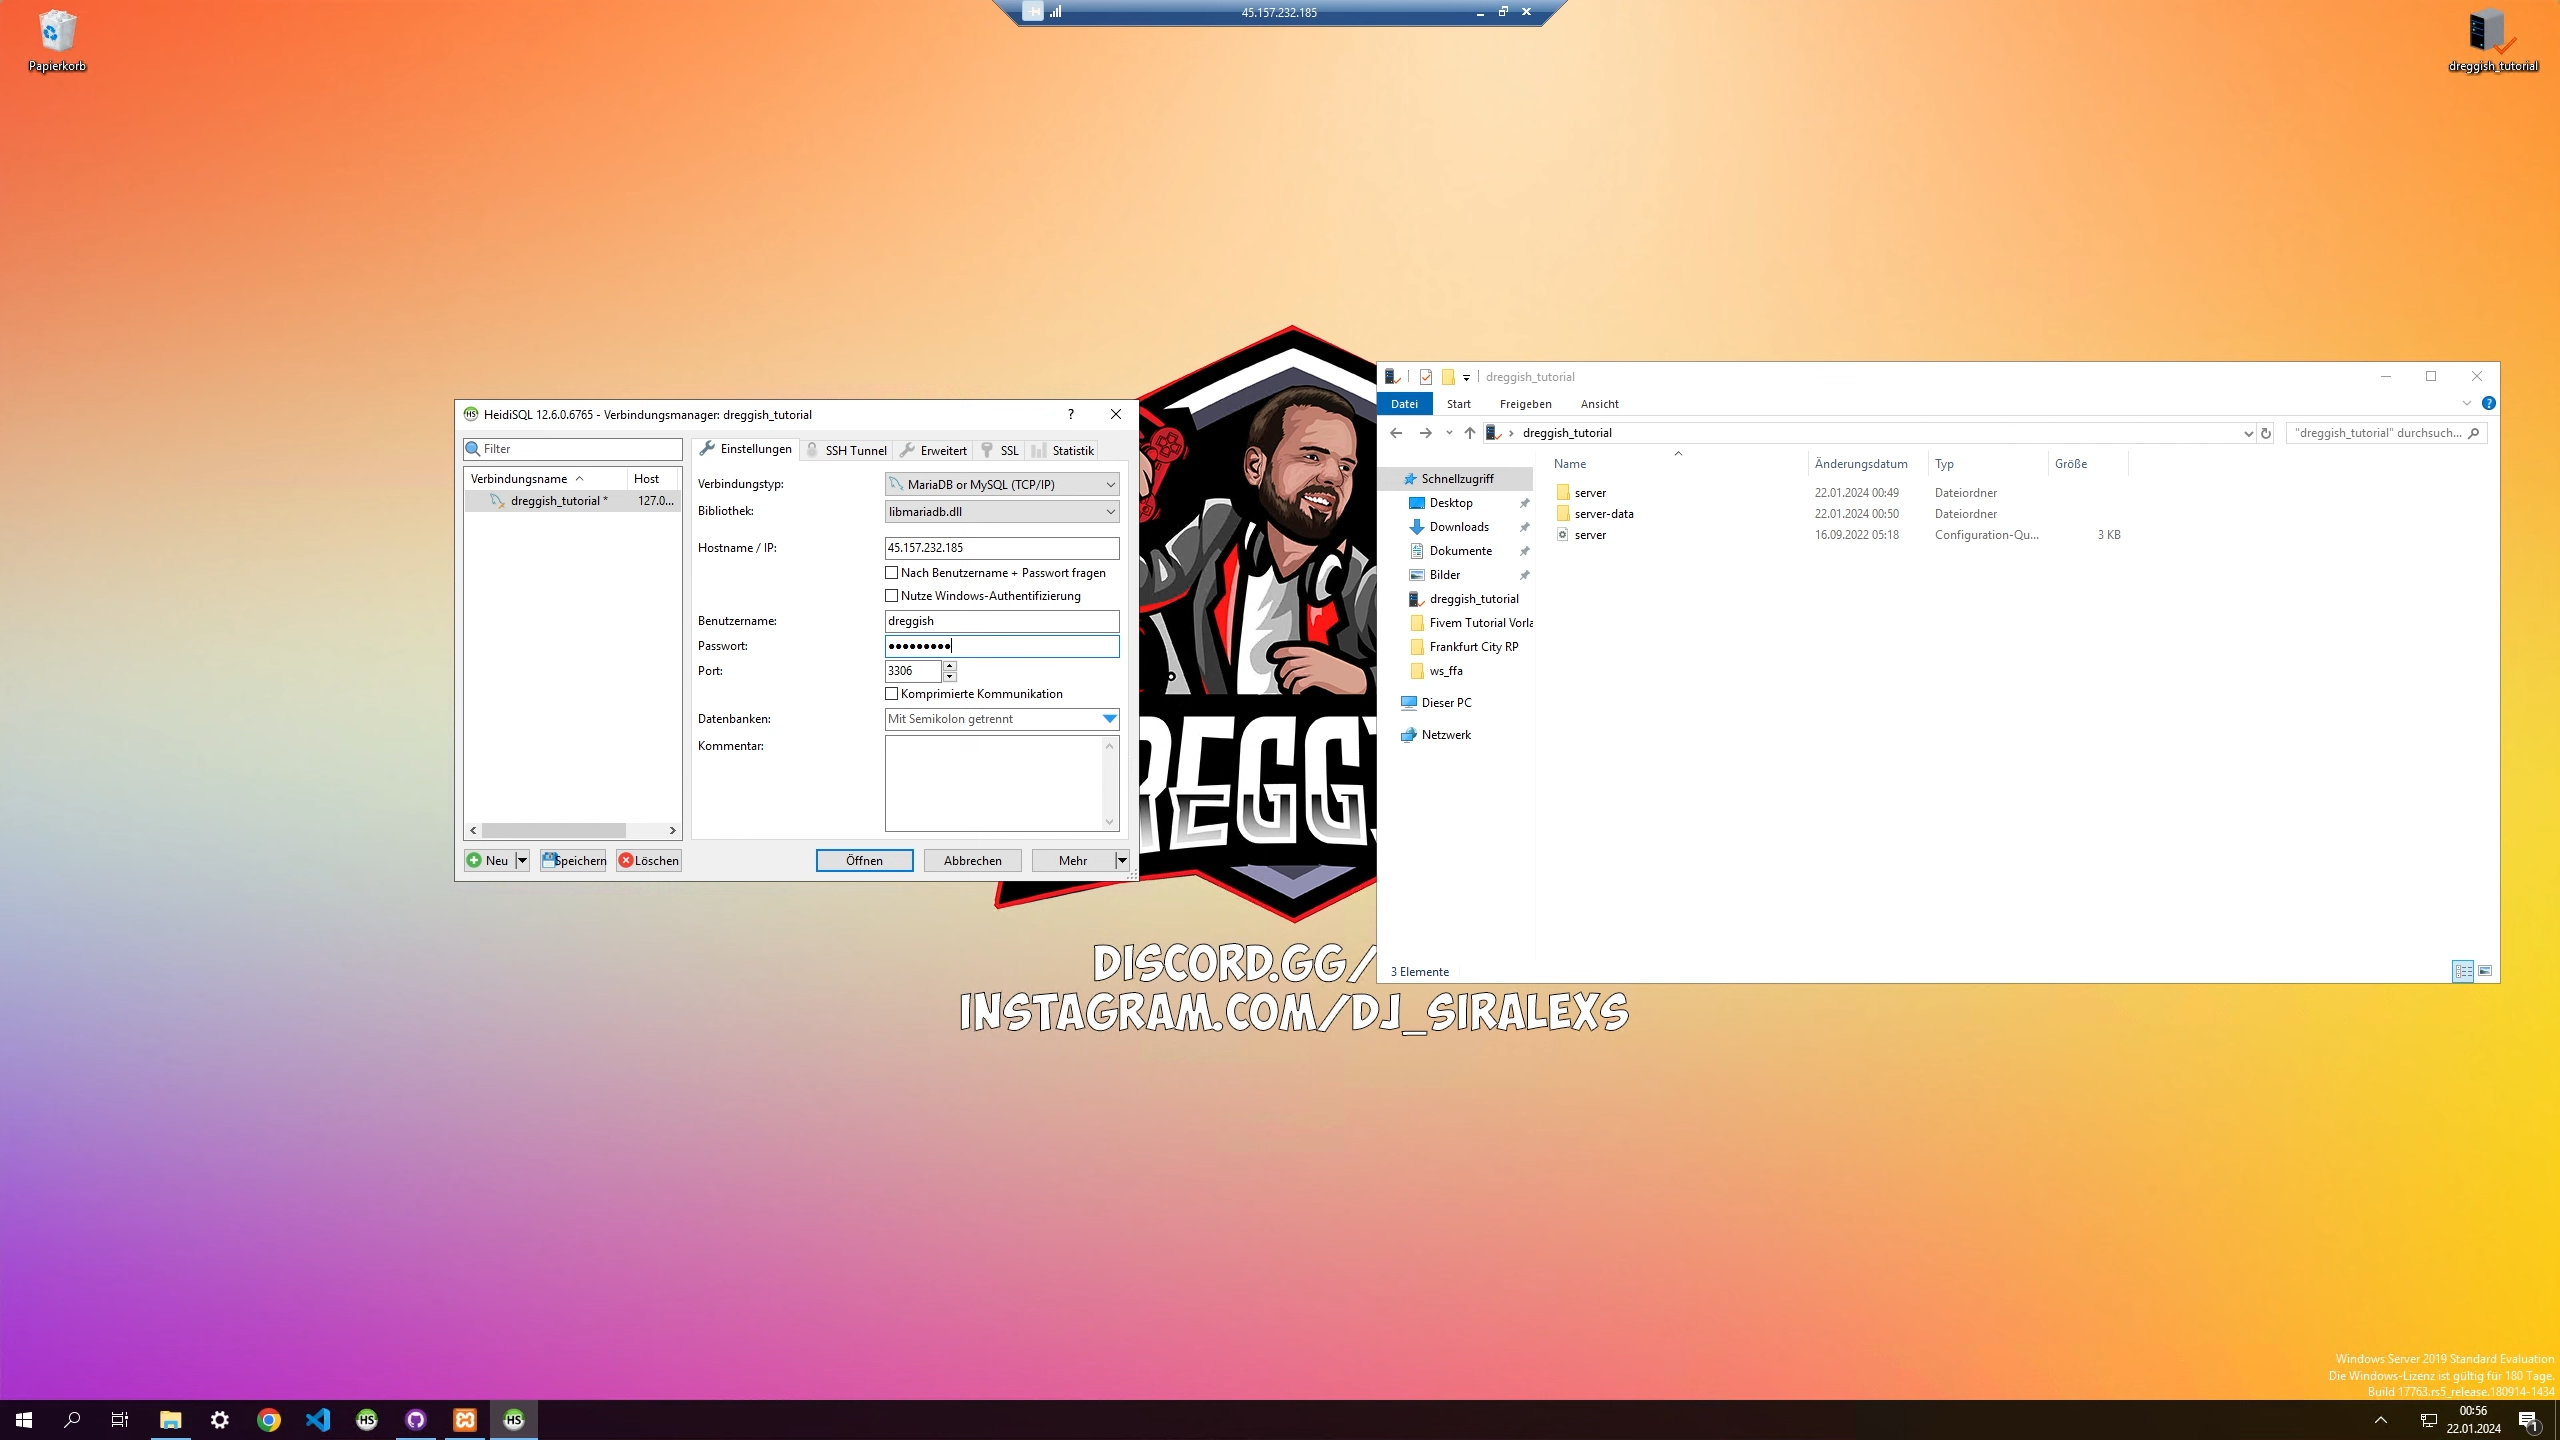 45.157.232.185
Papierkorb
dreggish_tutorial
HeidiSQL 12.6.0.6765 - Verbindungsmanager: dreggish_tutorial
?
Filter
Verbindungsname
Host
dreggish_tutorial *
127.0...
Einstellungen
SSH Tunnel
Erweitert
SSL
Statistik
Verbindungstyp:
MariaDB or MySQL (TCP/IP)
Bibliothek:
libmariadb.dll
Hostname / IP:
45.157.232.185
Nach Benutzername + Passwort fragen
Nutze Windows-Authentifizierung
Benutzername:
dreggish
Passwort:
●●●●●●●●●
Port:
3306
Komprimierte Kommunikation
Datenbanken:
Mit Semikolon getrennt
Kommentar:
Neu
Speichern
Löschen
Öffnen
Abbrechen
Mehr
dreggish_tutorial
Datei
Start
Freigeben
Ansicht
dreggish_tutorial
"dreggish_tutorial" durchsuch...
Schnellzugriff
Desktop
Downloads
Dokumente
Bilder
dreggish_tutorial
Fivem Tutorial Vorla
Frankfurt City RP
ws_ffa
Dieser PC
Netzwerk
Name
Änderungsdatum
Typ
Größe
server
22.01.2024 00:49
Dateiordner
server-data
22.01.2024 00:50
Dateiordner
server
16.09.2022 05:18
Configuration-Qu...
3 KB
3 Elemente
DISCORD.GG/
INSTAGRAM.COM/DJ_SIRALEXS
Windows Server 2019 Standard Evaluation
Die Windows-Lizenz ist gültig für 180 Tage.
Build 17763.rs5_release.180914-1434
HS
HS
00:56
22.01.2024
1